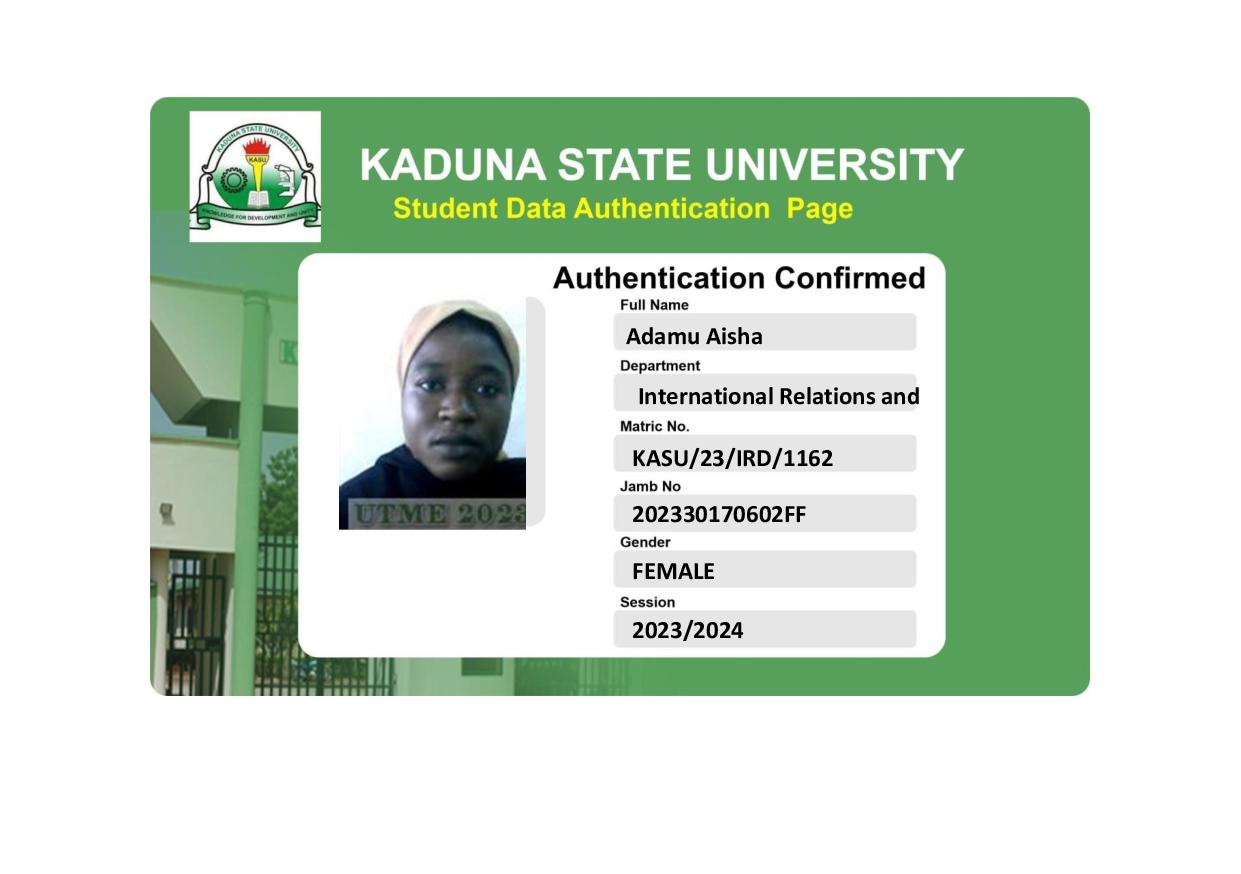 KADUNA STATE UNIVERSITY
KASU
KNOWLEDGE FOR DEVELOPMENT AND UNITY
KADUNA STATE UNIVERSITY
Student Data Authentication Page
Authentication Confirmed
Full Name
Adamu Aisha
Department
International Relations and
Matric No.
KASU/23/IRD/1162
Jamb No
202330170602FF
Gender
FEMALE
Session
2023/2024
UTME 2023
K